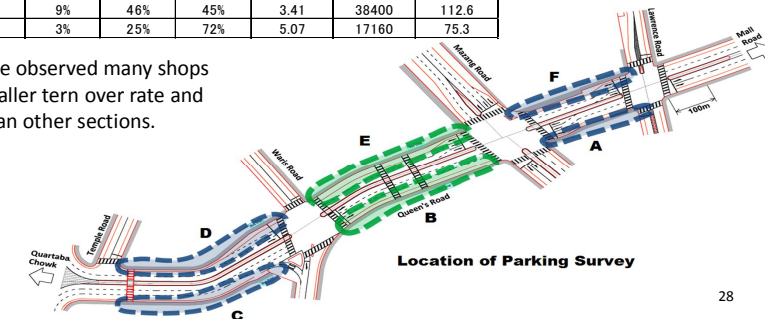 9% 46% 45% 3.41 38400 112.6
3% 25% 72% 5.07 17160 75.3
e observed many shops
aller tern over rate and
an other sections.
Lawrence Road
Mall
Road
Mazang Road
F
100m
A
E
Waris Road
B
Queen's Road
D
Temple Road
Quartaba
Chowk
C
Location of Parking Survey
28